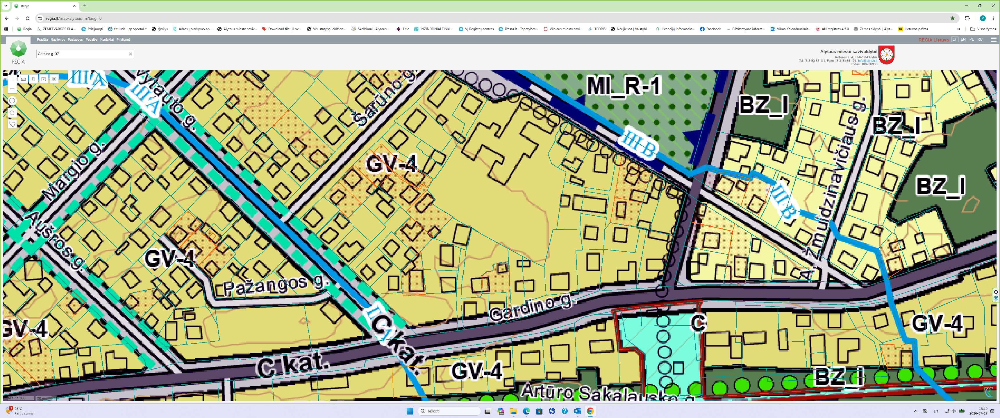 Regia
regia.lt/map/alytaus_m?lang=0
Regia
ŽEMĖTVARKOS PLA...
Prisijungti
titulinis - geoportal.lt
@vilys
Adresų tvarkymo ap...
Alytaus miesto saviv...
Download file | iLov...
Visi statybą leidžian...
Skelbimai | Alytaus...
Title
INŽINERINIAI TINKL...
VĮ Registrų centras
iPasas.lt - Tapatybės...
Vilniaus miesto savi...
TPDRIS
Naujienos | Valstybi...
Licencijų informacin...
Facebook
E.Pristatymo inform...
Vilma Kalendauskait...
AN registras 4.5.0
Žemės sklypai | Alyt...
Lietuvos paštas
Visos žymės
Pradžia Naujienos Paslaugos Pagalba Kontaktai Prisijungti
REGIA Lietuva LT EN PL RU
REGIA
Gardino g. 37
Alytaus miesto savivaldybė
Rotušės a. 4, LT-62504 Alytus
Tel. (8 315) 55 111, Faks. (8 315) 55 191, info@alytus.lt
Kodas: 188706935
III A
III A
Šarūno g.
MI_R-1
BZ_I
BZ_I
III B
Margio g.
GV-4
BZ_I
III B
Aušros g.
GV-4
Pažangos g.
A. Žmuidzinavičiaus g.
Gardino g.
GV-4
C kat.
G
GV-4
C kat.
GV-4
BZ_I
Artūro Sakalausko g.
M 1 : 1 000
20 m
1
26°C
Partly sunny
Ieškoti
LIT
13:19
2026-07-17